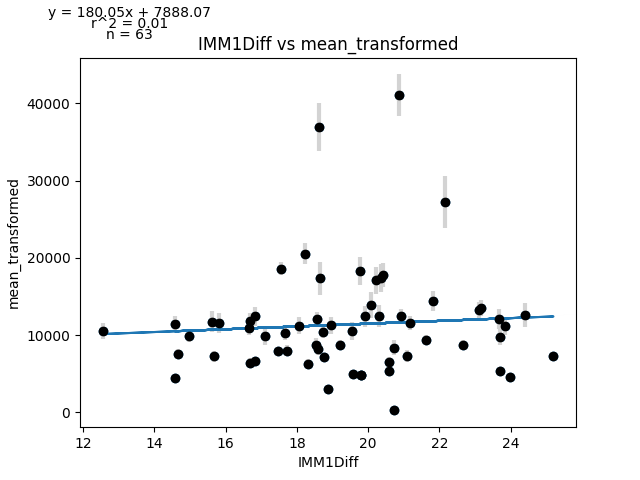 y = 180.05x + 7888.07
r^2 = 0.01
n = 63
IMM1Diff vs mean_transformed
mean_transformed
40000
30000
20000
10000
0
12 14 16 18 20 22 24
IMM1Diff